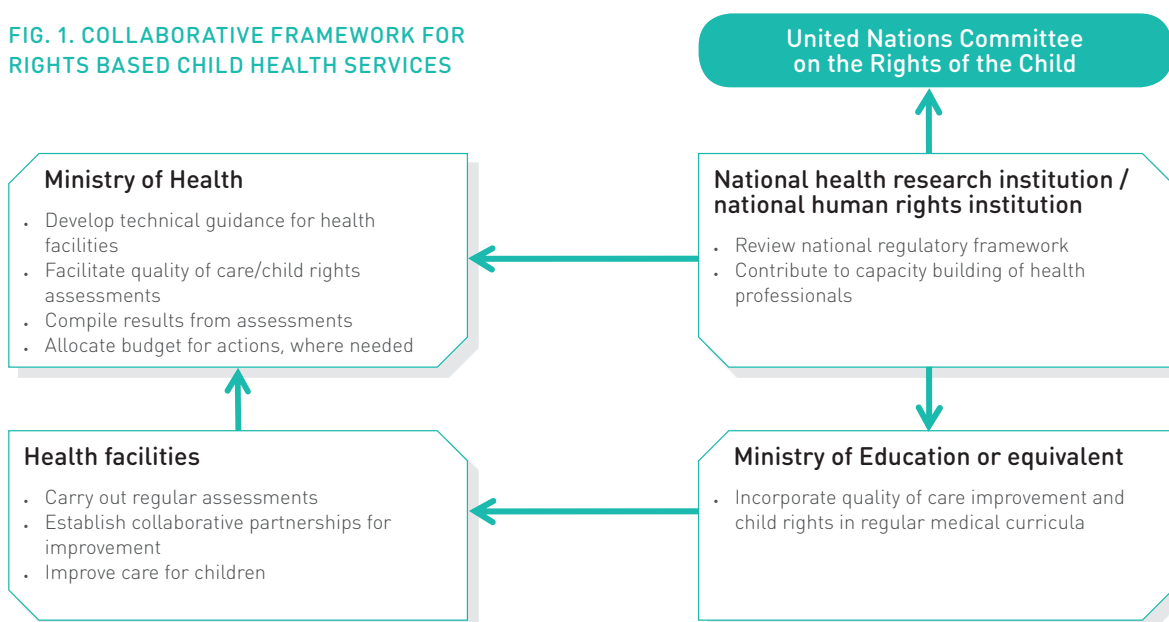 FIG. 1. COLLABORATIVE FRAMEWORK FOR
RIGHTS BASED CHILD HEALTH SERVICES
United Nations Committee
on the Rights of the Child
Ministry of Health
• Develop technical guidance for health
facilities
• Facilitate quality of care/child rights
assessments
• Compile results from assessments
• Allocate budget for actions, where needed
National health research institution /
national human rights institution
• Review national regulatory framework
• Contribute to capacity building of health
professionals
Health facilities
• Carry out regular assessments
• Establish collaborative partnerships for
improvement
• Improve care for children
Ministry of Education or equivalent
• Incorporate quality of care improvement and
child rights in regular medical curricula